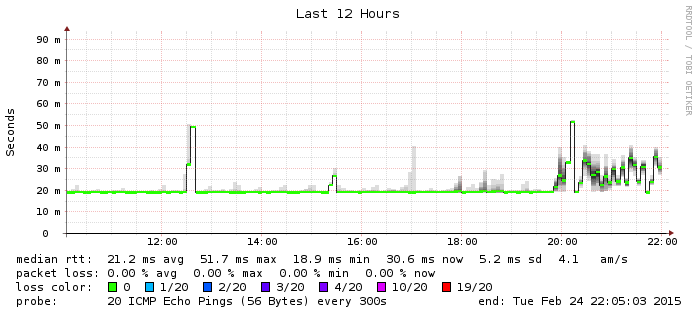 Last 12 Hours
RRDTOOL / TOBI OETIKER
Seconds
90 m
80 m
70 m
60 m
50 m
40 m
30 m
20 m
10 m
0
12:00 14:00 16:00 18:00 20:00 22:00
median rtt: 21.2 ms avg 51.7 ms max 18.9 ms min 30.6 ms now 5.2 ms sd 4.1 am/s
packet loss: 0.00 % avg 0.00 % max 0.00 % min 0.00 % now
loss color: 0 1/20 2/20 3/20 4/20 10/20 19/20
probe: 20 ICMP Echo Pings (56 Bytes) every 300s end: Tue Feb 24 22:05:03 2015